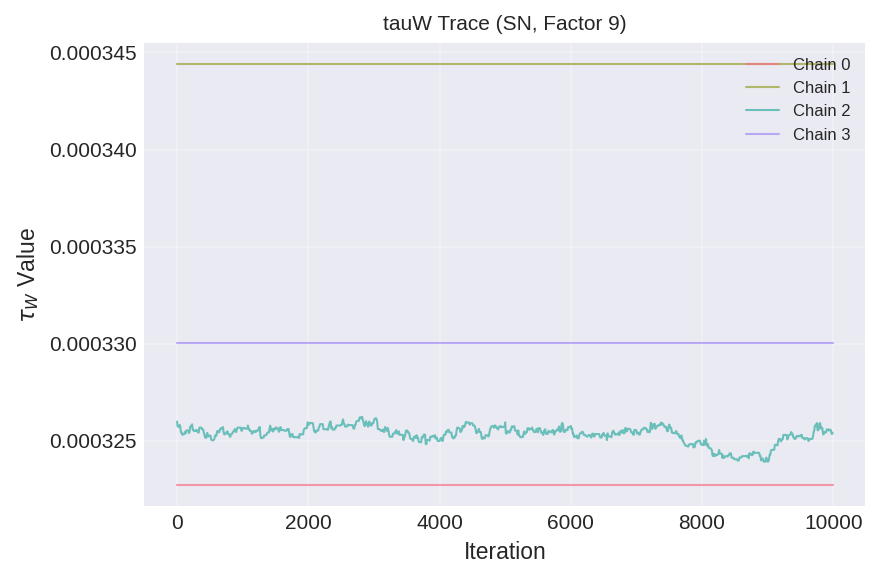 tauW Trace (SN, Factor 9)
0.000345
0.000340
0.000335
0.000330
0.000325
τW Value
Chain 0
Chain 1
Chain 2
Chain 3
0 2000 4000 6000 8000 10000
Iteration